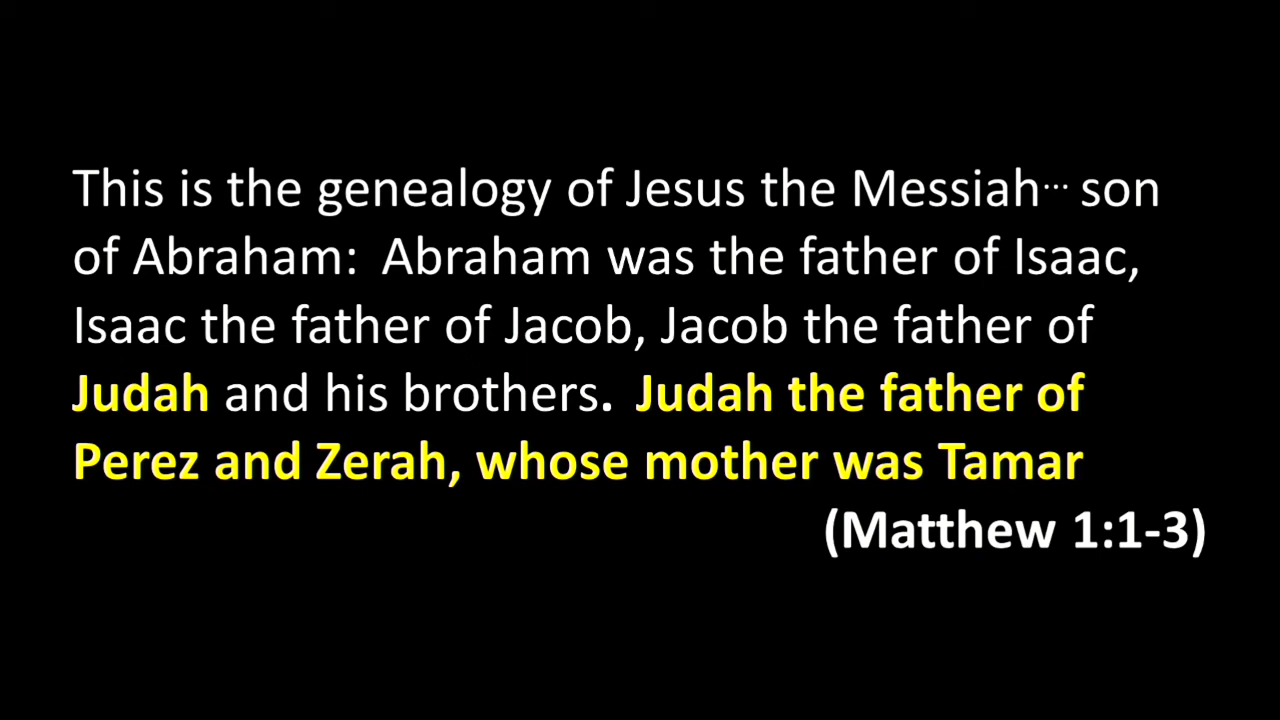 This is the genealogy of Jesus the Messiah... son
of Abraham:  Abraham was the father of Isaac,
Isaac the father of Jacob, Jacob the father of
Judah and his brothers.  Judah the father of
Perez and Zerah, whose mother was Tamar
(Matthew 1:1-3)